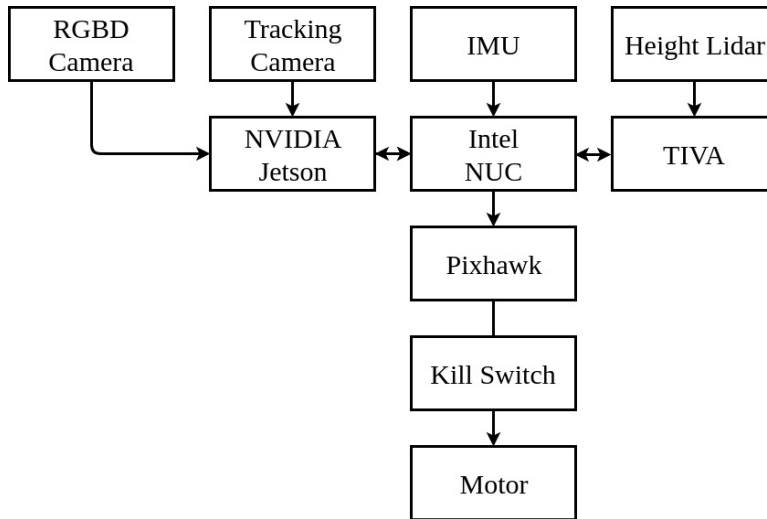 RGBD
Camera
Tracking
Camera
IMU
Height Lidar
NVIDIA
Jetson
Intel
NUC
TIVA
Pixhawk
Kill Switch
Motor